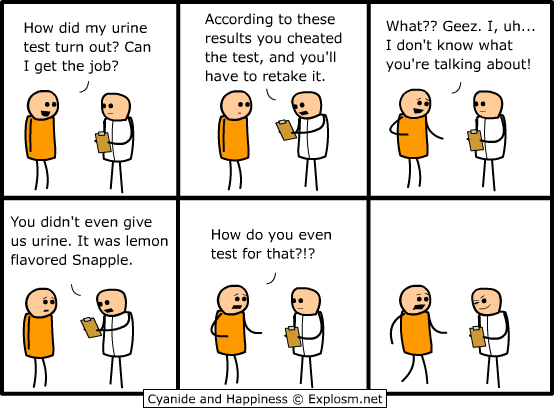 How did my urine
test turn out? Can
I get the job?
According to these
results you cheated
the test, and you'll
have to retake it.
What?? Geez. I, uh...
I don't know what
you're talking about!
You didn't even give
us urine. It was lemon
flavored Snapple.
How do you even
test for that?!?
Cyanide and Happiness © Explosm.net